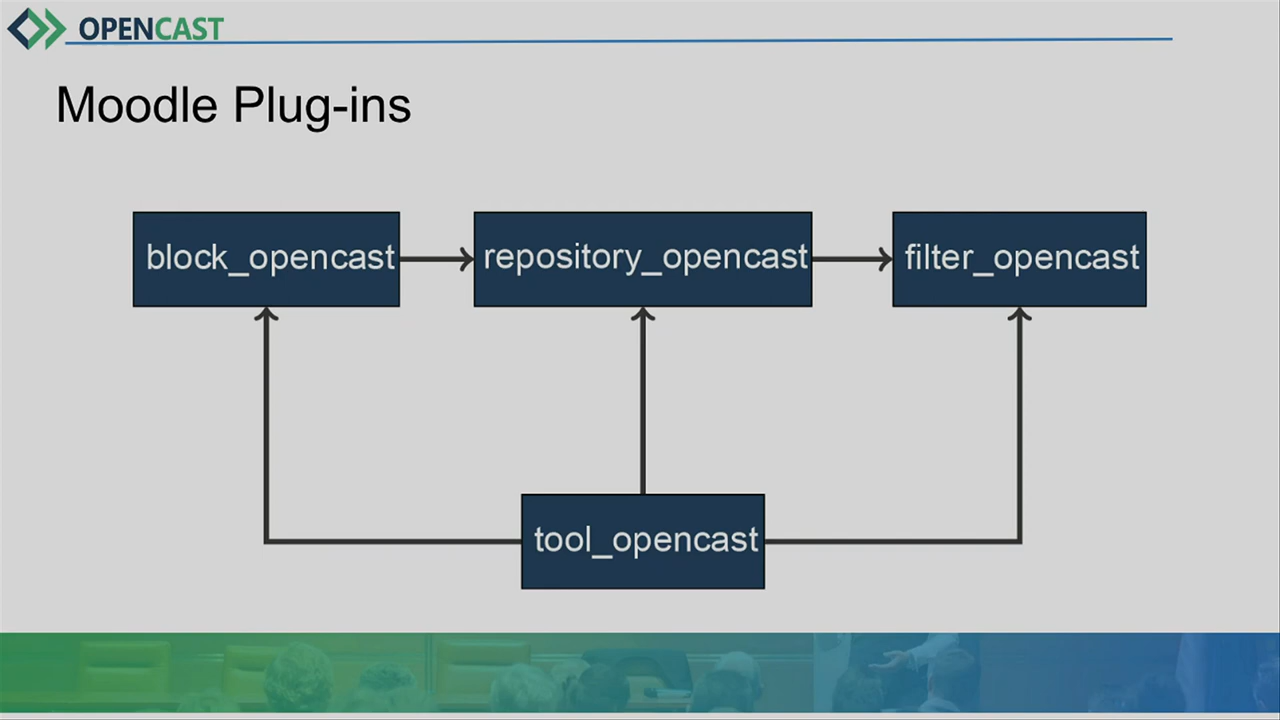 OPENCAST
Moodle Plug-ins
block_opencast
repository_opencast
filter_opencast
tool_opencast